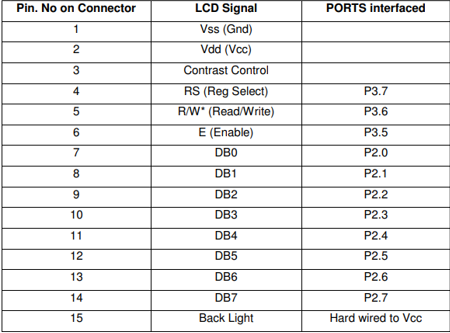 Pin. No on Connector LCD Signal PORTS interfaced
1 Vss (Gnd)
2 Vdd (Vcc)
3 Contrast Control
4 RS (Reg Select) P3.7
5 R/W* (Read/Write) P3.6
6 E (Enable) P3.5
7 DB0 P2.0
8 DB1 P2.1
9 DB2 P2.2
10 DB3 P2.3
11 DB4 P2.4
12 DB5 P2.5
13 DB6 P2.6
14 DB7 P2.7
15 Back Light Hard wired to Vcc